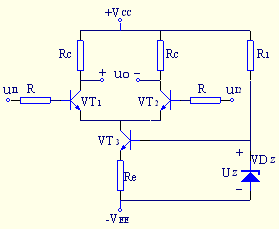 +Vcc
Rc Rc R1
+ uo -
uI1 R VT1 VT2 R uI2
VT3
+ VDz
Re Uz
-
-VEE